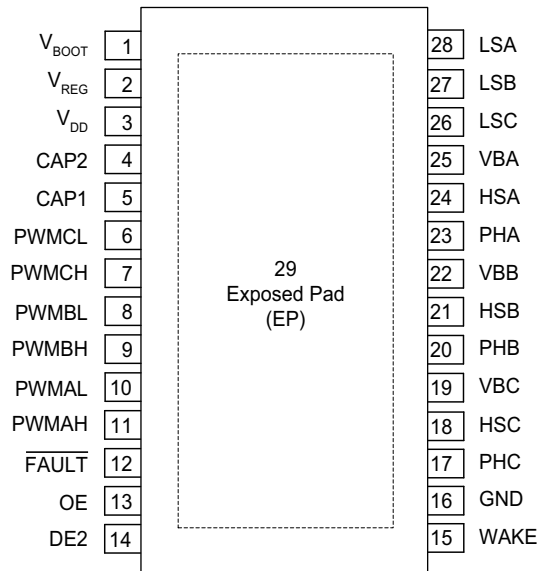 V_BOOT 1 28 LSA
V_REG 2 27 LSB
V_DD 3 26 LSC
CAP2 4 25 VBA
CAP1 5 24 HSA
PWMCL 6 23 PHA
PWMCH 7 22 VBB
PWMBL 8 21 HSB
PWMBH 9 20 PHB
PWMAL 10 19 VBC
PWMAH 11 18 HSC
FAULT 12 17 PHC
OE 13 16 GND
DE2 14 15 WAKE
29
Exposed Pad
(EP)